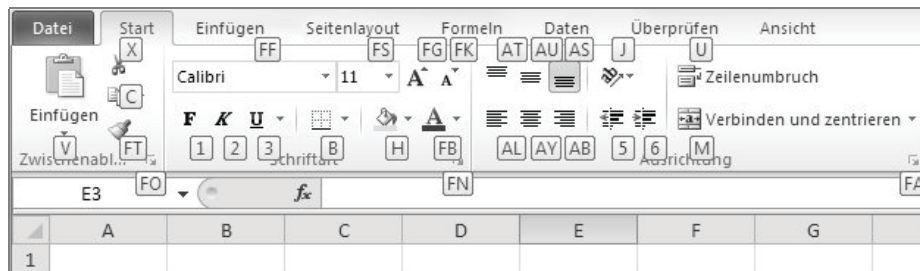 Datei Start Einfügen Seitenlayout Formeln Daten Überprüfen Ansicht
X FF FS FG FK AT AU AS J U
Calibri 11 A A Zeilenumbruch
C
Einfügen F K U A a Verbinden und zentrieren
V FT 1 2 3 B H FB AL AY AB 5 6 M
Zwischenabl... Schriftart Ausrichtung
FO FN FA
E3 fx
A B C D E F G
1